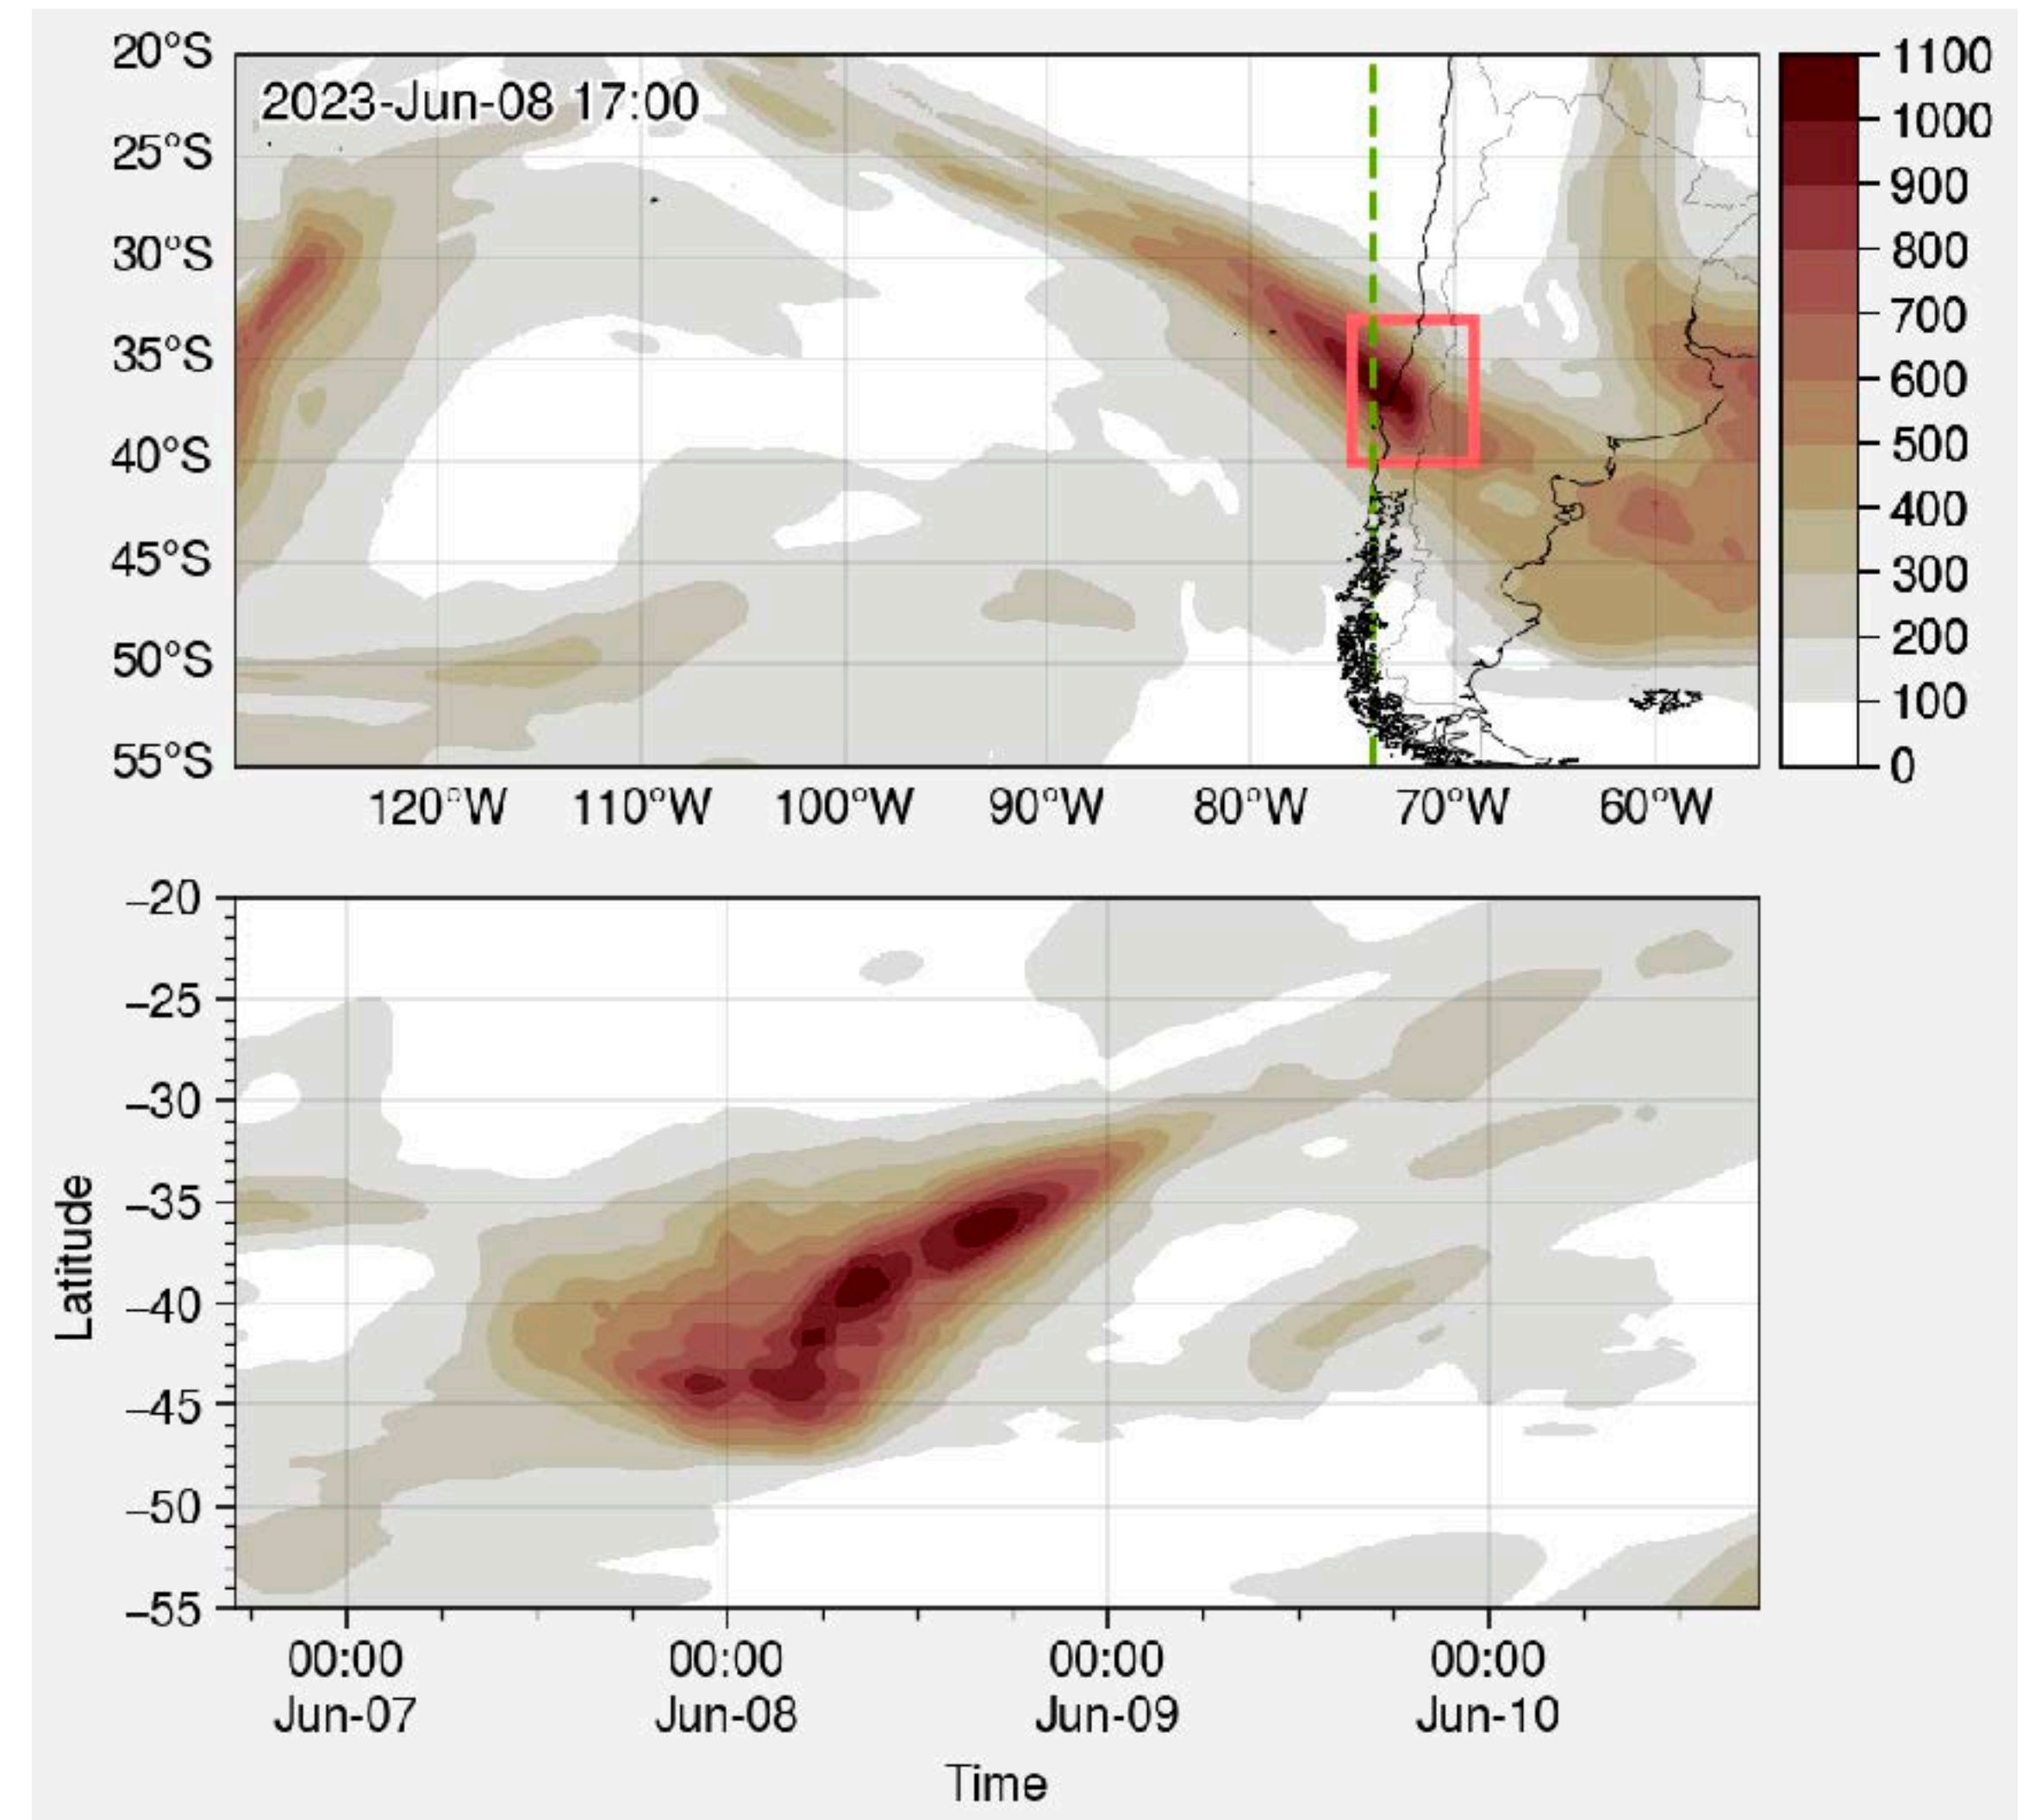 20°S
2023-Jun-08 17:00
25°S
30°S
35°S
40°S
45°S
50°S
55°S
120°W 110°W 100°W 90°W 80°W 70°W 60°W
1100
1000
900
800
700
600
500
400
300
200
100
0
−20
−25
−30
−35
−40
−45
−50
−55
Latitude
00:00 00:00 00:00 00:00
Jun-07 Jun-08 Jun-09 Jun-10
Time